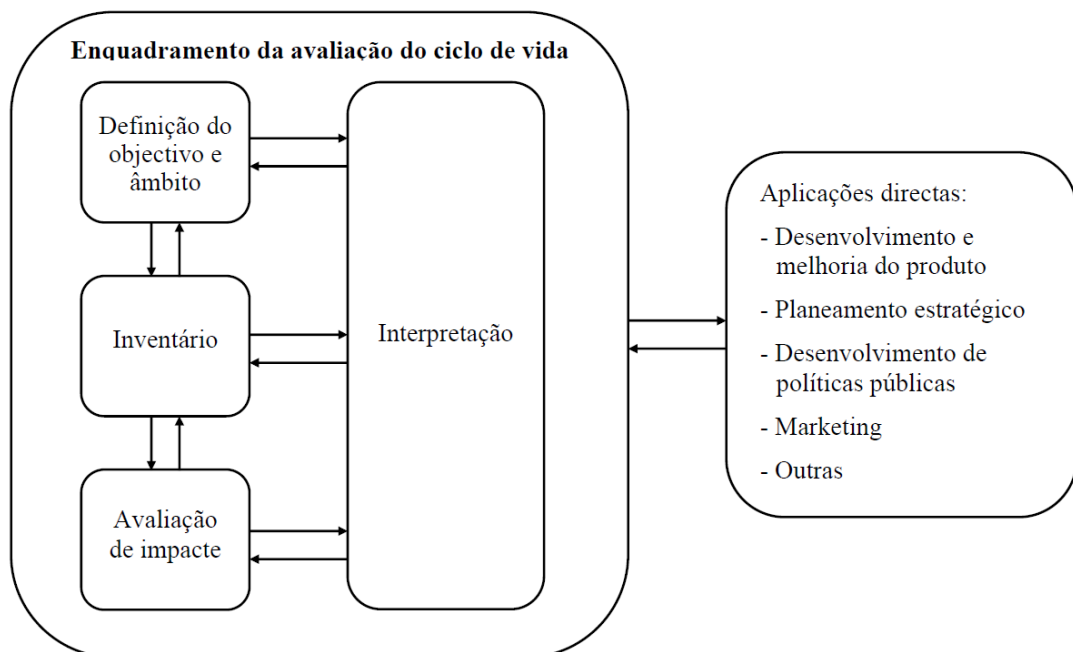 Enquadramento da avaliação do ciclo de vida
Definição do
objectivo e
âmbito
Inventário
Avaliação
de impacte
Interpretação
Aplicações directas:
- Desenvolvimento e
melhoria do produto
- Planeamento estratégico
- Desenvolvimento de
políticas públicas
- Marketing
- Outras